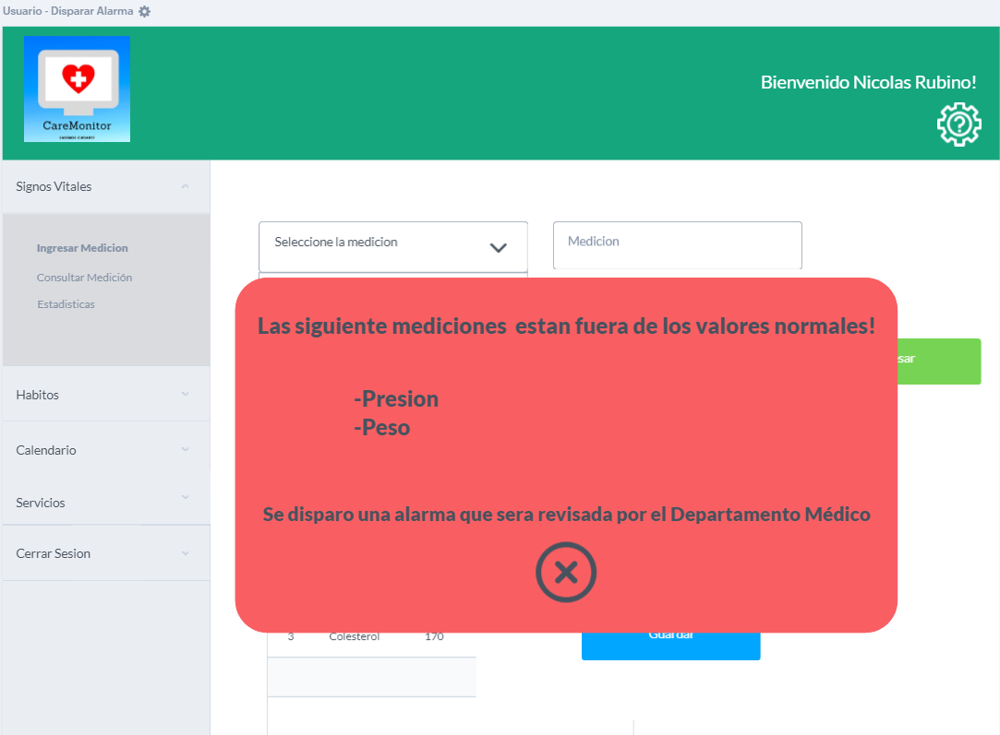 Usuario - Disparar Alarma
CareMonitor
Bienvenido Nicolas Rubino!
Signos Vitales
Ingresar Medicion
Consultar Medición
Estadisticas
Habitos
Calendario
Servicios
Cerrar Sesion
Seleccione la medicion
Medicion
sar
Las siguiente mediciones estan fuera de los valores normales!
-Presion
-Peso
Se disparo una alarma que sera revisada por el Departamento Médico
3 Colesterol 170
Guardar